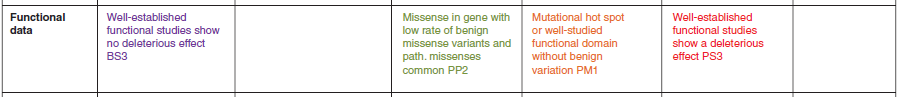 Functional
data
Well-established
functional studies show
no deleterious effect
BS3
Missense in gene with
low rate of benign
missense variants and
path. missenses
common PP2
Mutational hot spot
or well-studied
functional domain
without benign
variation PM1
Well-established
functional studies
show a deleterious
effect PS3